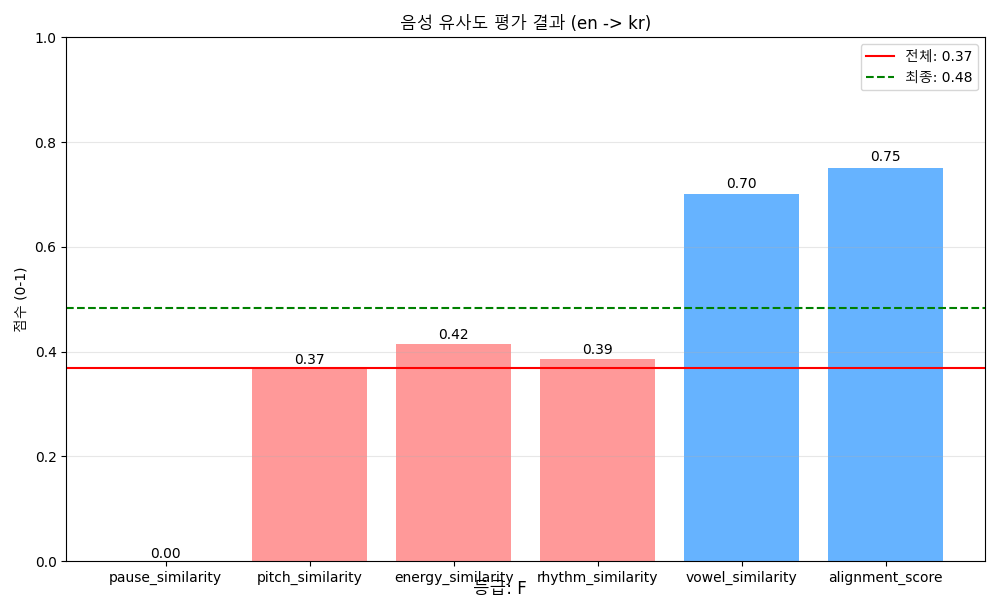 음성 유사도 평가 결과 (en -> kr)
전체: 0.37
최종: 0.48
점수 (0-1)
1.0
0.8
0.6
0.4
0.2
0.0
0.00
0.37
0.42
0.39
0.70
0.75
pause_similarity
pitch_similarity
energy_similarity
rhythm_similarity
vowel_similarity
alignment_score
등급: F